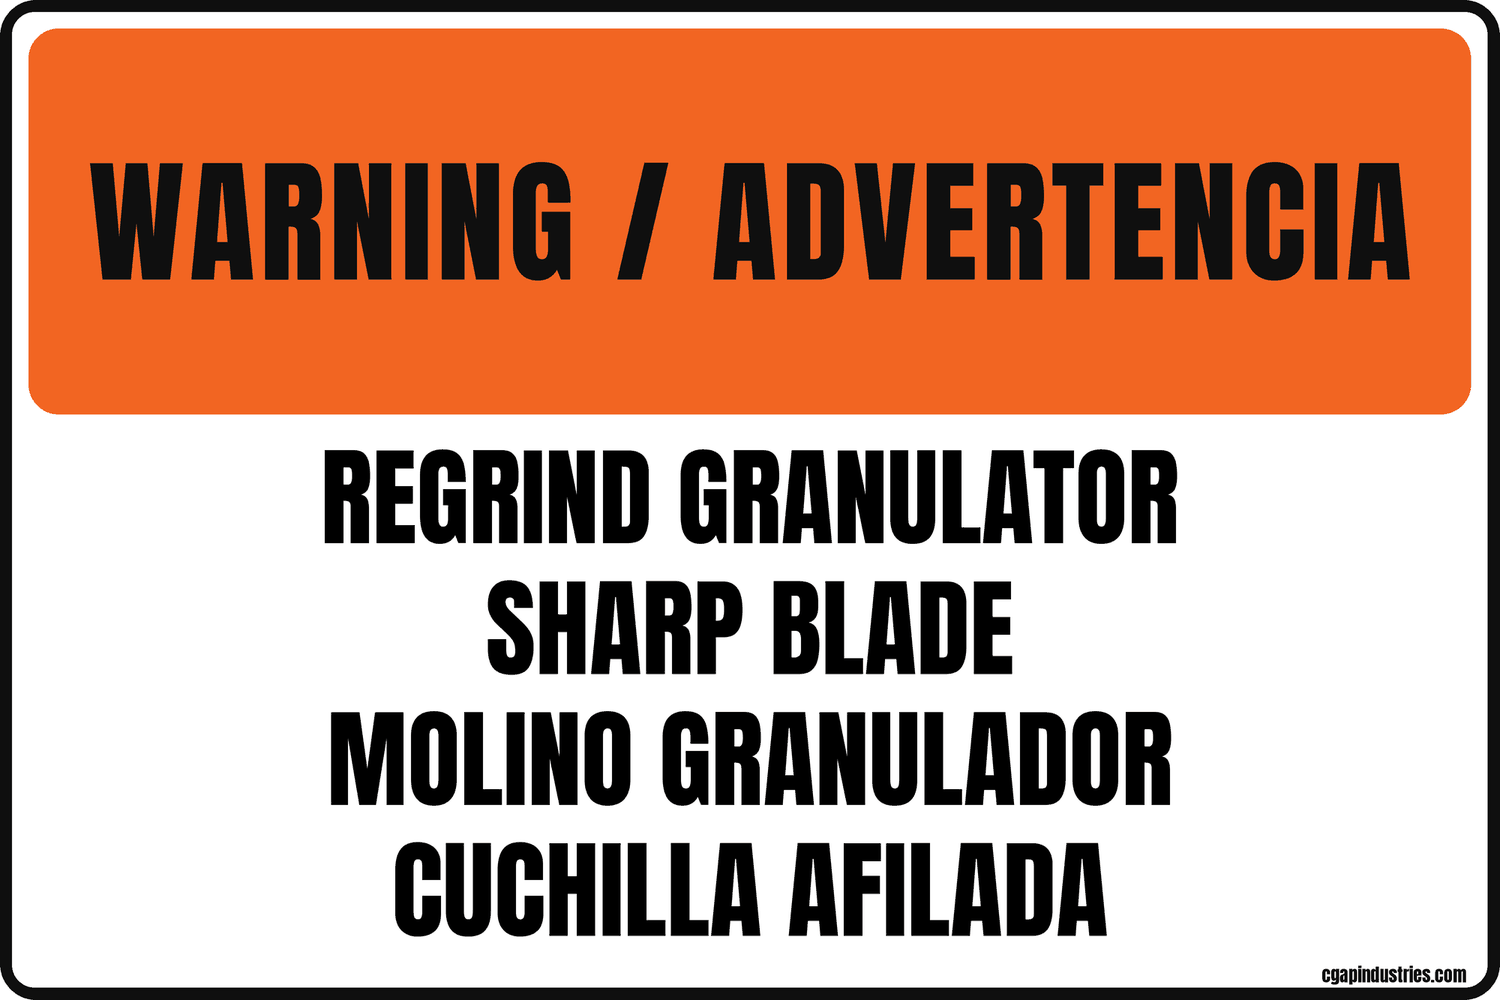 WARNING / ADVERTENCIA
REGRIND GRANULATOR
SHARP BLADE
MOLINO GRANULADOR
CUCHILLA AFILADA
cgapindustries.com